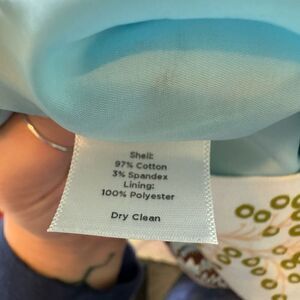 Shell:
97% Cotton
3% Spandex
Lining:
100% Polyester
Dry Clean